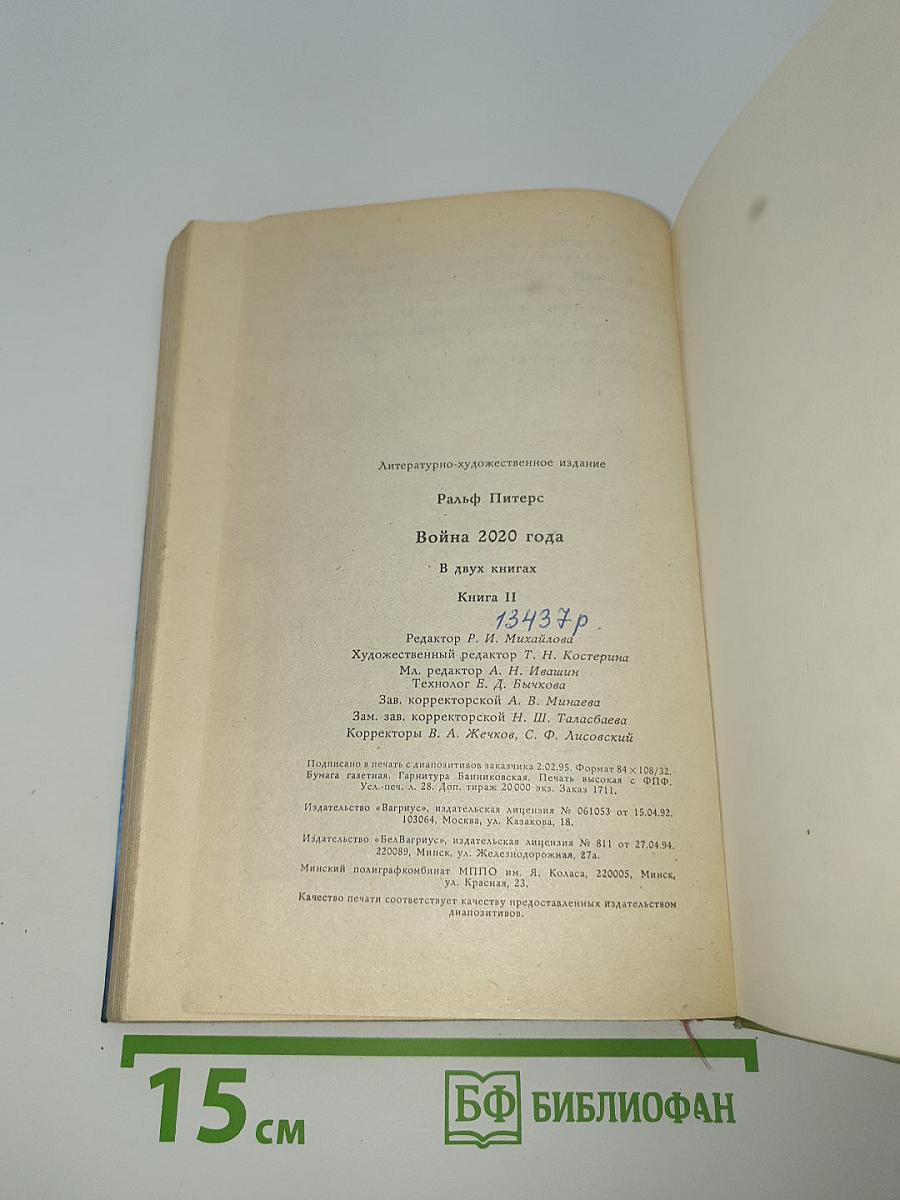 Литературно-художественное издание
Ральф Питерс
Война 2020 года
В двух книгах
Книга II
13437р.
Редактор Р. И. Михайлова
Художественный редактор Т. Н. Костерина
Мл. редактор А. Н. Ивашин
Технолог Е. Д. Бычкова
Зав. корректорской А. В. Минаева
Зам. зав. корректорской Н. Ш. Таласбаева
Корректоры В. А. Жечков, С. Ф. Лисовский
Подписано в печать с диапозитивов заказчика 2.02.95. Формат 84×108/32.
Бумага газетная. Гарнитура Банниковская. Печать высокая с ФПФ.
Усл.-печ. л. 28. Доп. тираж 20 000 экз. Заказ 1711.
Издательство «Вагриус», издательская лицензия № 061053 от 15.04.92.
103064, Москва, ул. Казакова, 18.
Издательство «БелВагриус», издательская лицензия № 811 от 27.04.94.
220089, Минск, ул. Железнодорожная, 27а.
Минский полиграфкомбинат МППО им. Я. Коласа, 220005, Минск,
ул. Красная, 23.
Качество печати соответствует качеству предоставленных издательством
диапозитивов.
15 см
БФ БИБЛИОФАН